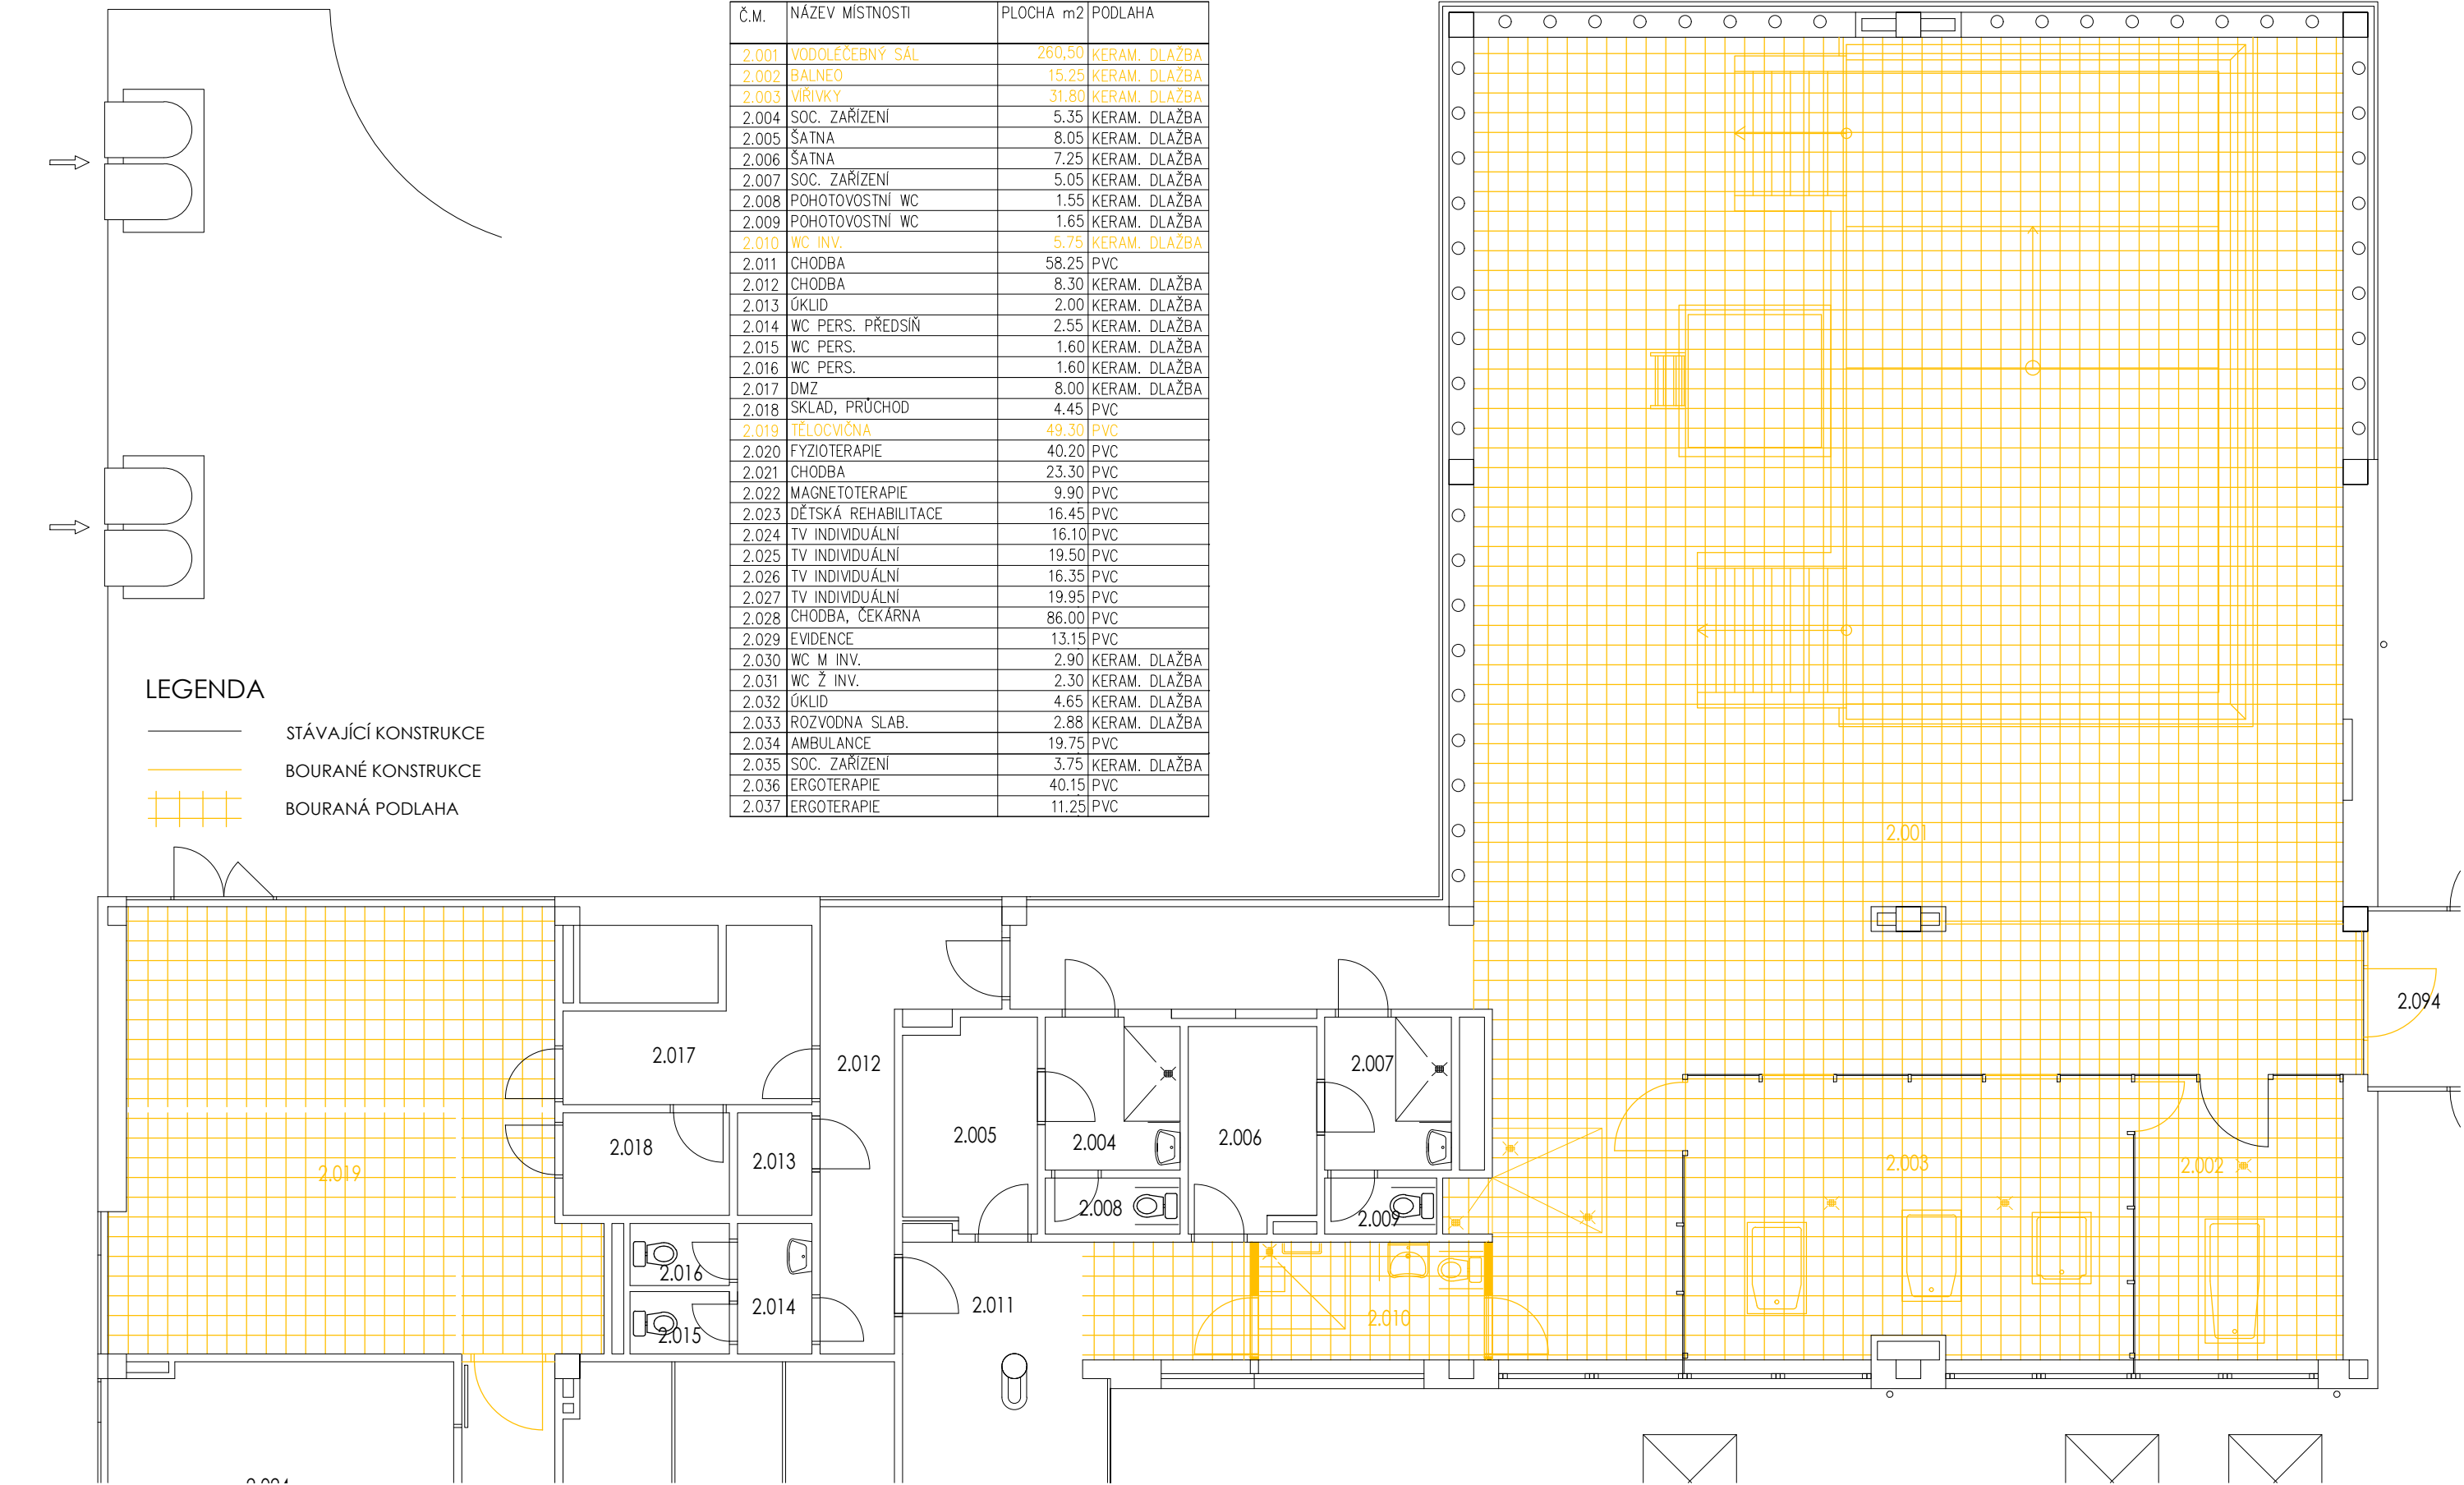 Č.M. NÁZEV MÍSTNOSTI PLOCHA m2 PODLAHA
2.001 VODOLÉČEBNÝ SÁL 260,50 KERAM. DLAŽBA
2.002 BALNEO 15.25 KERAM. DLAŽBA
2.003 VÍŘIVKY 31.80 KERAM. DLAŽBA
2.004 SOC. ZAŘÍZENÍ 5.35 KERAM. DLAŽBA
2.005 ŠATNA 8.05 KERAM. DLAŽBA
2.006 ŠATNA 7.25 KERAM. DLAŽBA
2.007 SOC. ZAŘÍZENÍ 5.05 KERAM. DLAŽBA
2.008 POHOTOVOSTNÍ WC 1.55 KERAM. DLAŽBA
2.009 POHOTOVOSTNÍ WC 1.65 KERAM. DLAŽBA
2.010 WC INV. 5.75 KERAM. DLAŽBA
2.011 CHODBA 58.25 PVC
2.012 CHODBA 8.30 KERAM. DLAŽBA
2.013 ÚKLID 2.00 KERAM. DLAŽBA
2.014 WC PERS. PŘEDSÍŇ 2.55 KERAM. DLAŽBA
2.015 WC PERS. 1.60 KERAM. DLAŽBA
2.016 WC PERS. 1.60 KERAM. DLAŽBA
2.017 DMZ 8.00 KERAM. DLAŽBA
2.018 SKLAD, PRŮCHOD 4.45 PVC
2.019 TĚLOCVIČNA 49.30 PVC
2.020 FYZIOTERAPIE 40.20 PVC
2.021 CHODBA 23.30 PVC
2.022 MAGNETOTERAPIE 9.90 PVC
2.023 DĚTSKÁ REHABILITACE 16.45 PVC
2.024 TV INDIVIDUÁLNÍ 16.10 PVC
2.025 TV INDIVIDUÁLNÍ 19.50 PVC
2.026 TV INDIVIDUÁLNÍ 16.35 PVC
2.027 TV INDIVIDUÁLNÍ 19.95 PVC
2.028 CHODBA, ČEKÁRNA 86.00 PVC
2.029 EVIDENCE 13.15 PVC
2.030 WC M INV. 2.90 KERAM. DLAŽBA
2.031 WC Ž INV. 2.30 KERAM. DLAŽBA
2.032 ÚKLID 4.65 KERAM. DLAŽBA
2.033 ROZVODNA SLAB. 2.88 KERAM. DLAŽBA
2.034 AMBULANCE 19.75 PVC
2.035 SOC. ZAŘÍZENÍ 3.75 KERAM. DLAŽBA
2.036 ERGOTERAPIE 40.15 PVC
2.037 ERGOTERAPIE 11.25 PVC
LEGENDA
STÁVAJÍCÍ KONSTRUKCE
BOURANÉ KONSTRUKCE
BOURANÁ PODLAHA
2.001
2.094
2.017
2.012
2.007
2.005
2.004
2.006
2.018
2.013
2.019
2.003
2.002
2.008
2.009
2.016
2.014
2.011
2.010
2.015